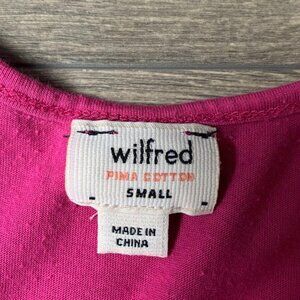 wilfred
PIMA COTTON
SMALL
MADE IN
CHINA